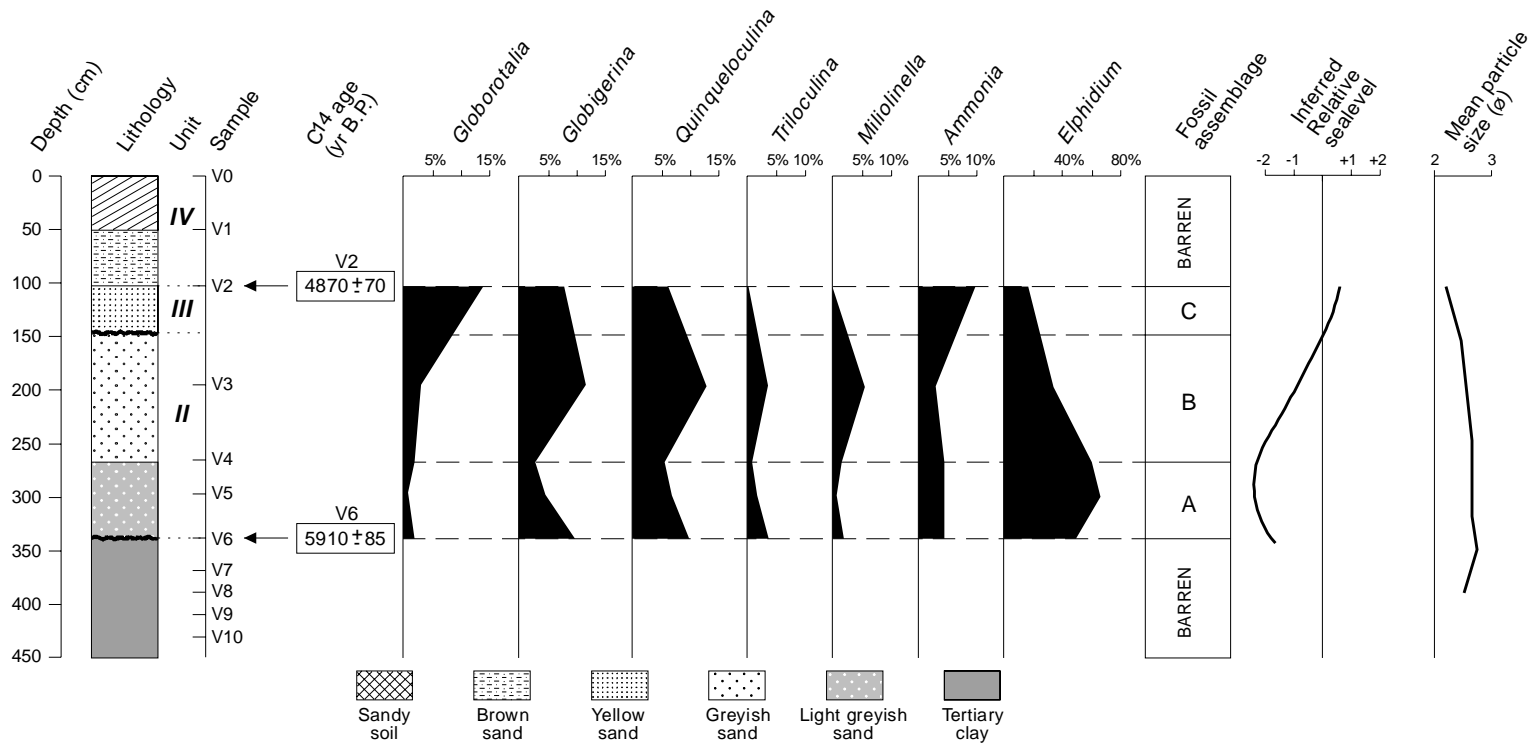 Depth (cm)
Lithology
Unit
Sample
C14 age
(yr B.P.)
Globorotalia
Globigerina
Quinqueloculina
Triloculina
Miliolinella
Ammonia
Elphidium
Fossil
assemblage
Inferred
Relative
sealevel
Mean particle
size (ø)
5% 15% 5% 15% 5% 15% 5% 10% 5% 10% 5% 10% 40% 80% -2 -1 +1 +2 2 3
0
50
100
150
200
250
300
350
400
450
IV
III
II
V0
V1
V2
V3
V4
V5
V6
V7
V8
V9
V10
V2
4870±70
V6
5910±85
BARREN
C
B
A
BARREN
Sandy
soil
Brown
sand
Yellow
sand
Greyish
sand
Light greyish
sand
Tertiary
clay